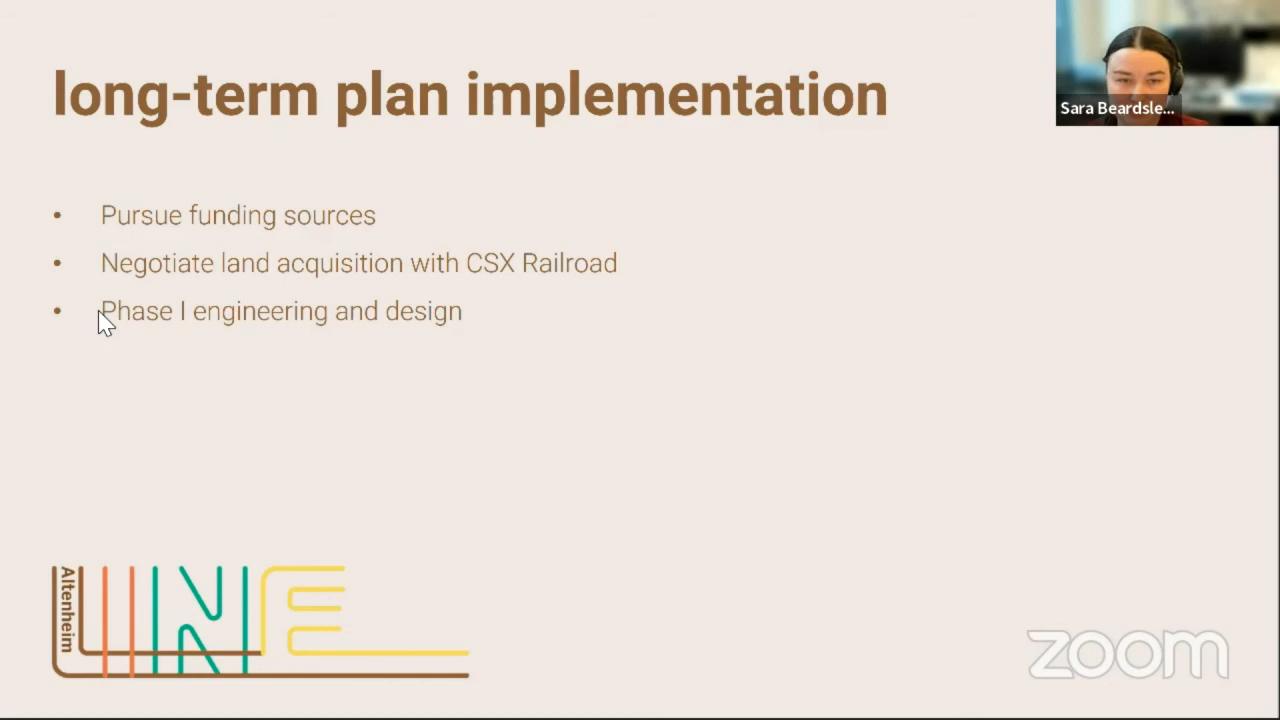 long-term plan implementation
Sara Beardsle...
• Pursue funding sources
• Negotiate land acquisition with CSX Railroad
• Phase I engineering and design
Altenheim
LINE
zoom